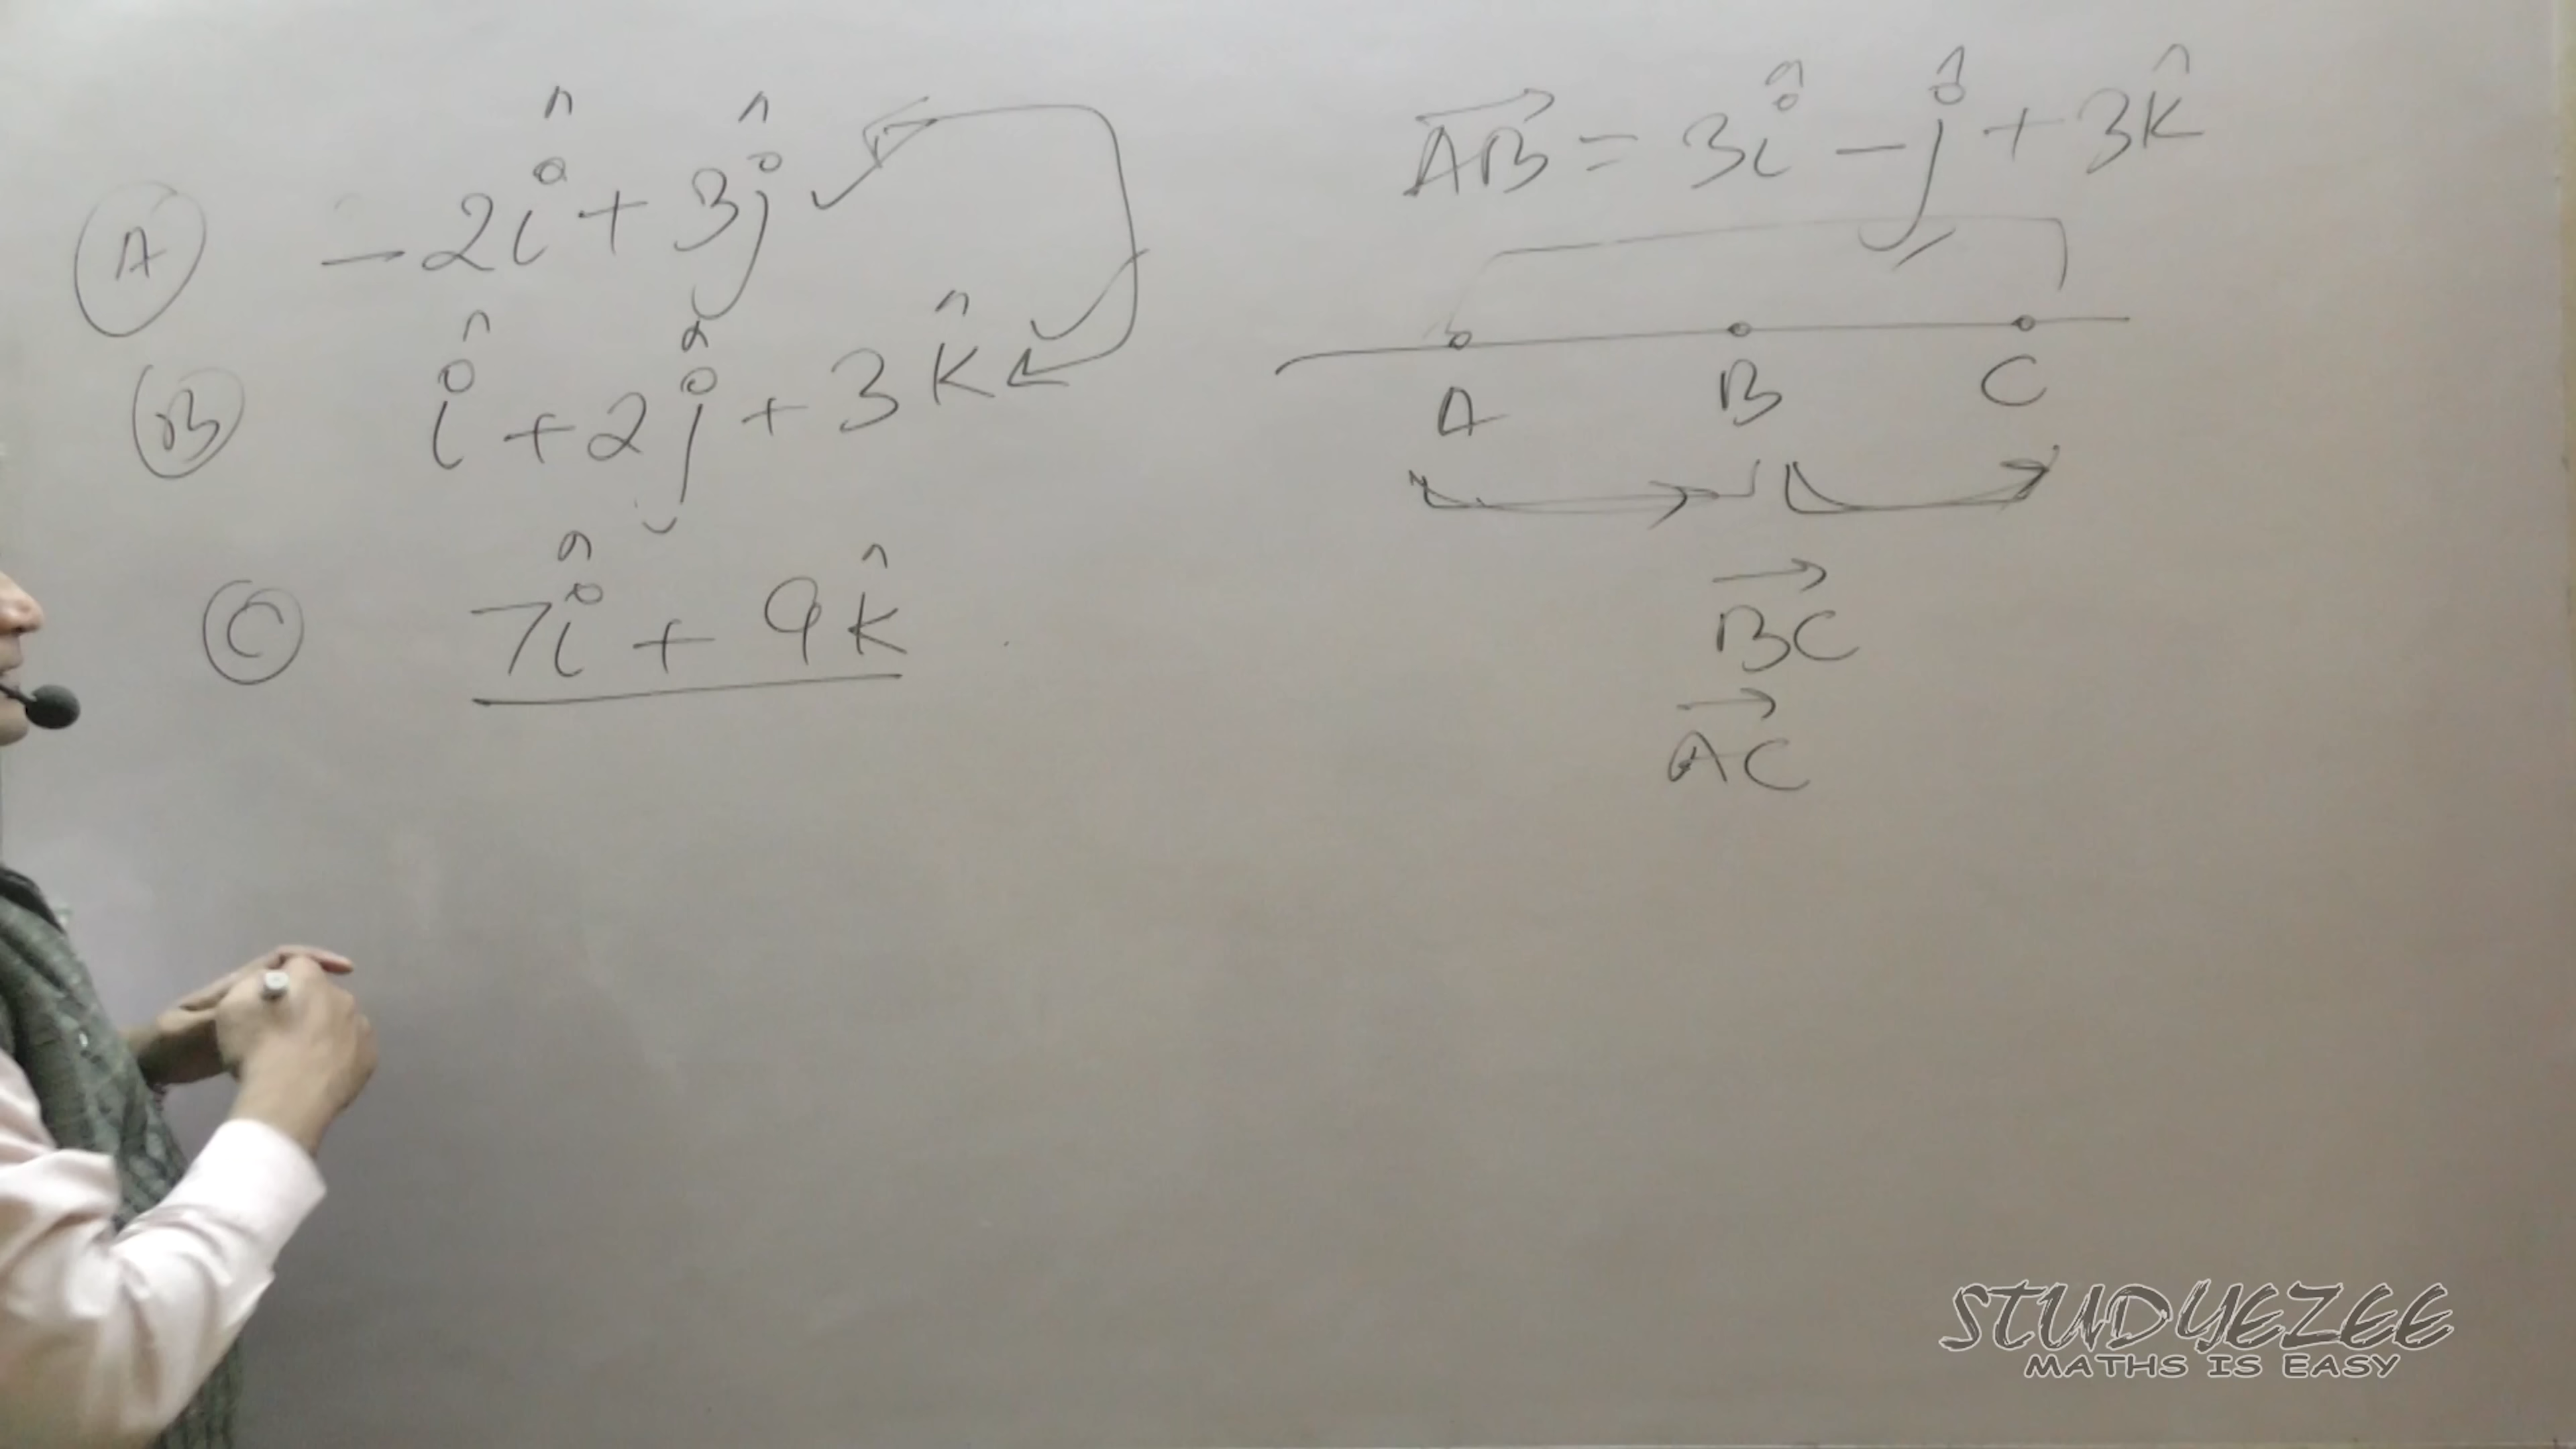 A -2î + 3ĵ
B î + 2ĵ + 3k̂
C 7î + 9k̂
AB⃗ = 3î - ĵ + 3k̂
A B C
BC⃗
AC⃗
STUDYEZEE
MATHS IS EASY